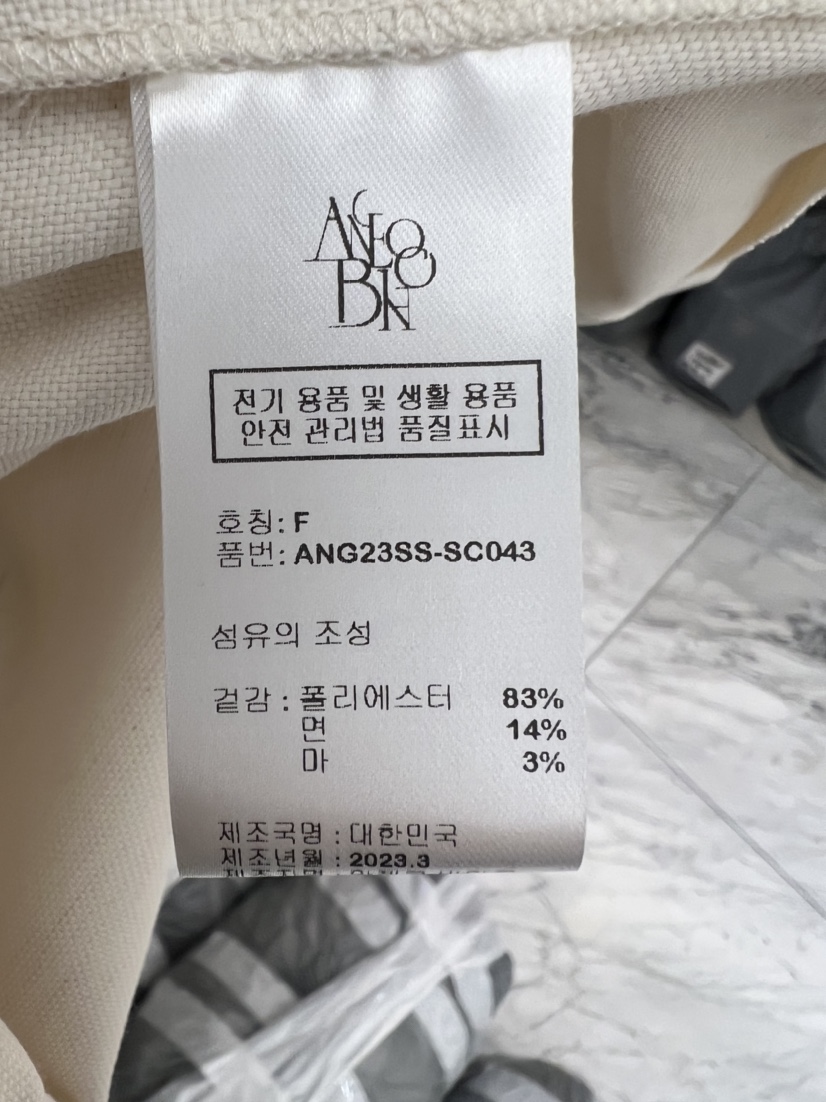 전기 용품 및 생활 용품
안전 관리법 품질표시
호칭: F
품번: ANG23SS-SC043
섬유의 조성
겉감 : 폴리에스터 83%
면 14%
마 3%
제조국명 : 대한민국
제조년월 : 2023.3